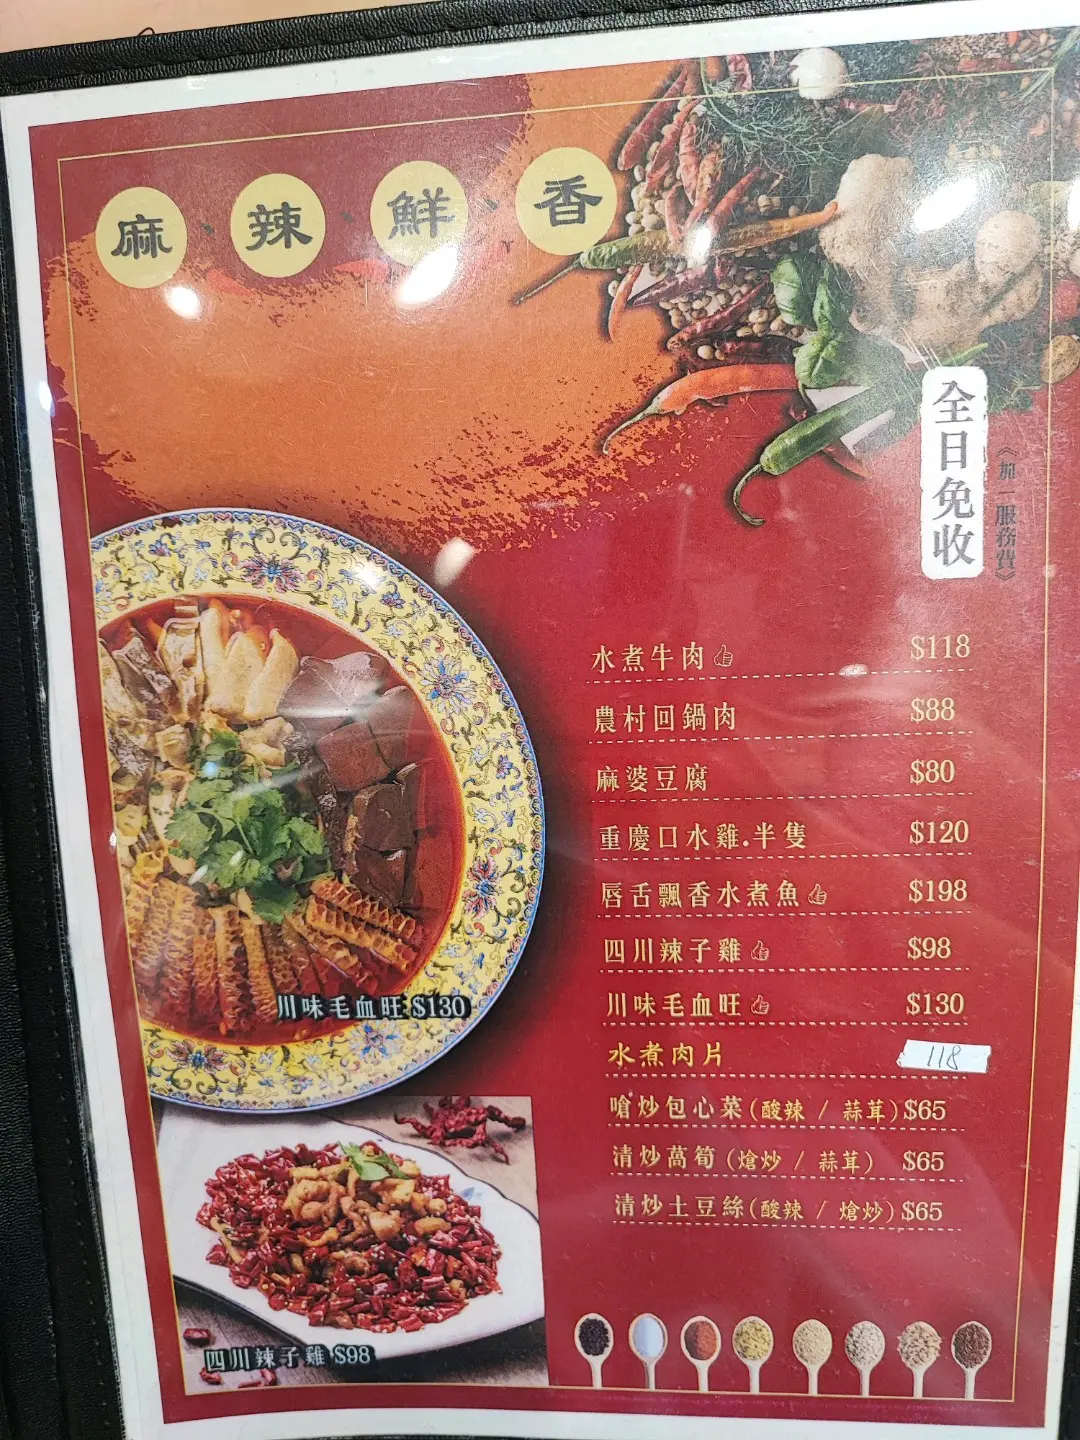 麻·辣·鮮·香
全日免收
《加一服務費》
水煮牛肉 $118
農村回鍋肉 $88
麻婆豆腐 $80
重慶口水雞.半隻 $120
唇舌飄香水煮魚 $198
四川辣子雞 $98
川味毛血旺 $130
水煮肉片 118
嗆炒包心菜(酸辣 / 蒜茸) $65
清炒萵筍(熗炒 / 蒜茸) $65
清炒土豆絲(酸辣 / 熗炒) $65
川味毛血旺 $130
四川辣子雞 $98